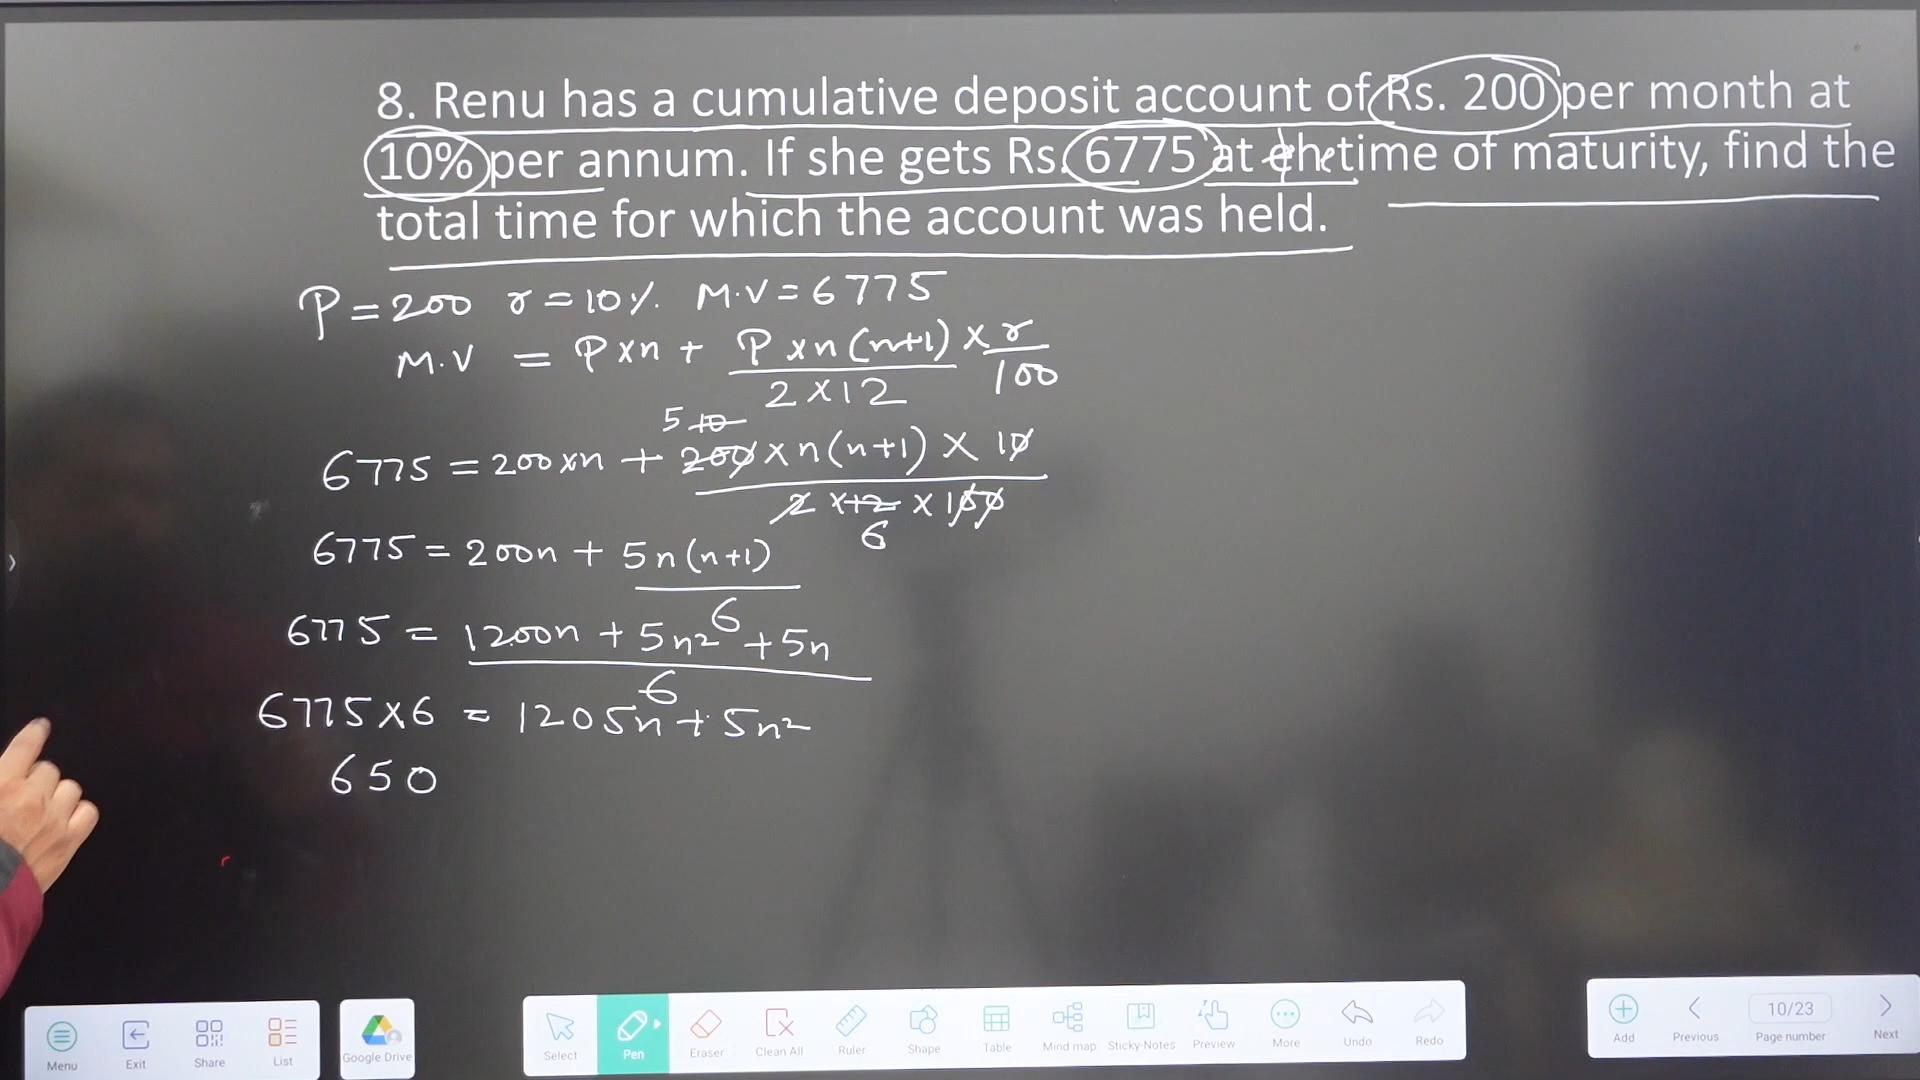 8. Renu has a cumulative deposit account of Rs. 200 per month at
10% per annum. If she gets Rs. 6775 at the time of maturity, find the
total time for which the account was held.
P = 200 r = 10% M.V = 6775
M.V = P x n + P x n (n+1) x r
2 x 12 100
5 10
6775 = 200 x n + 200 x n (n+1) x 10
2 x 12 x 100
6
6775 = 200n + 5n(n+1)
6
6775 = 1200n + 5n² + 5n
6
6775 x 6 = 1205n + 5n²
650
Menu Exit Share List Google Drive Select Pen Eraser Clean All Ruler Shape Table Mind map Sticky-Notes Preview More Undo Redo Add Previous 10/23 Page number Next